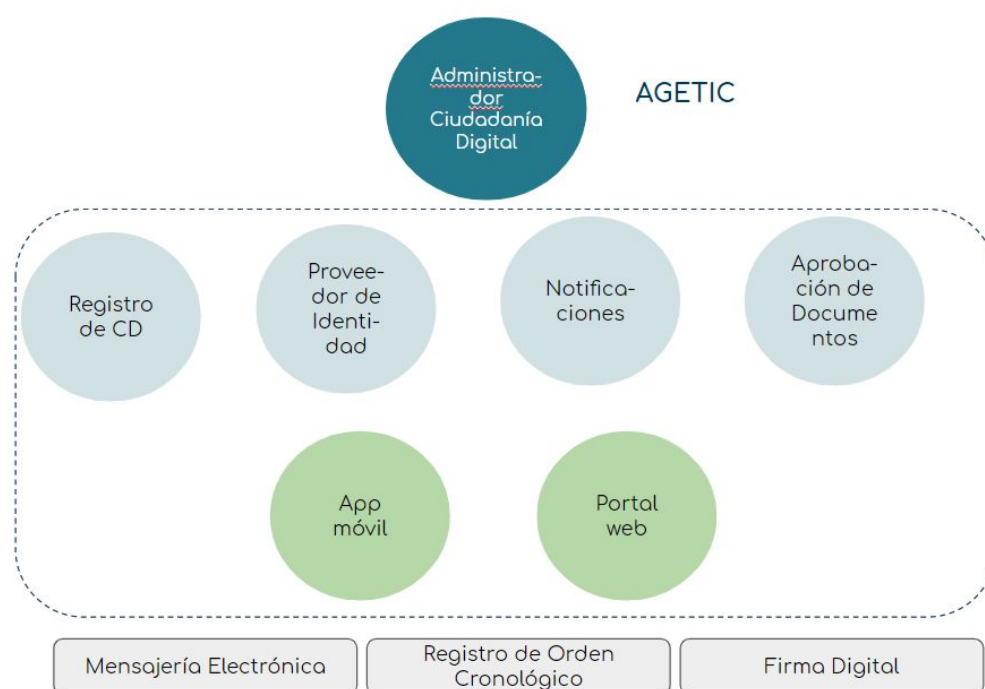 Administra-
dor
Ciudadanía
Digital
AGETIC
Registro
de CD
Provee-
dor de
Identi-
dad
Notifica-
ciones
Aproba-
ción de
Docume
ntos
App
móvil
Portal
web
Mensajería Electrónica
Registro de Orden
Cronológico
Firma Digital